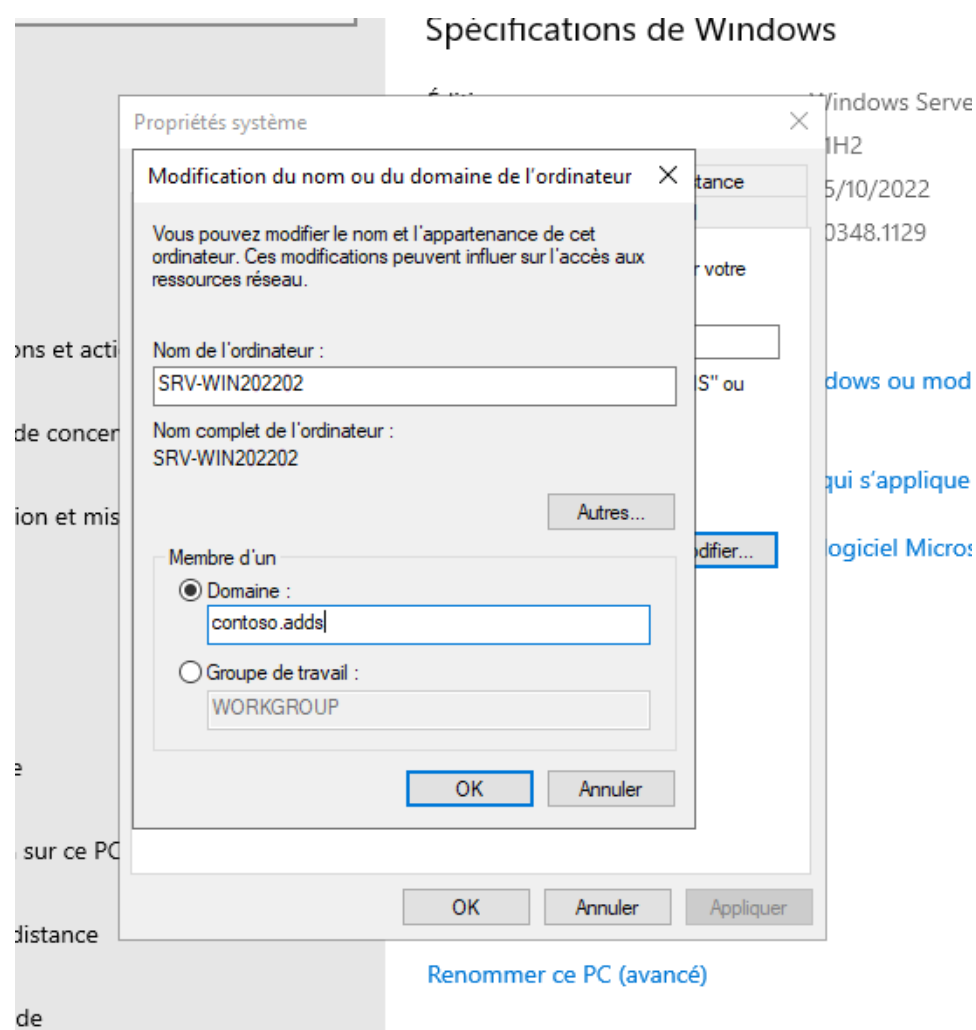 Spécifications de Windows
Windows Serve
Propriétés système
1H2
Modification du nom ou du domaine de l'ordinateur
tance
5/10/2022
Vous pouvez modifier le nom et l'appartenance de cet
ordinateur. Ces modifications peuvent influer sur l'accès aux
ressources réseau.
0348.1129
r votre
ons et acti
Nom de l'ordinateur :
SRV-WIN202202
IS" ou
dows ou mod
de concer
Nom complet de l'ordinateur :
SRV-WIN202202
qui s'applique
ion et mis
Autres...
odifier...
logiciel Micros
Membre d'un
Domaine :
contoso.adds
Groupe de travail :
WORKGROUP
e
OK Annuler
sur ce PC
OK Annuler Appliquer
distance
Renommer ce PC (avancé)
de